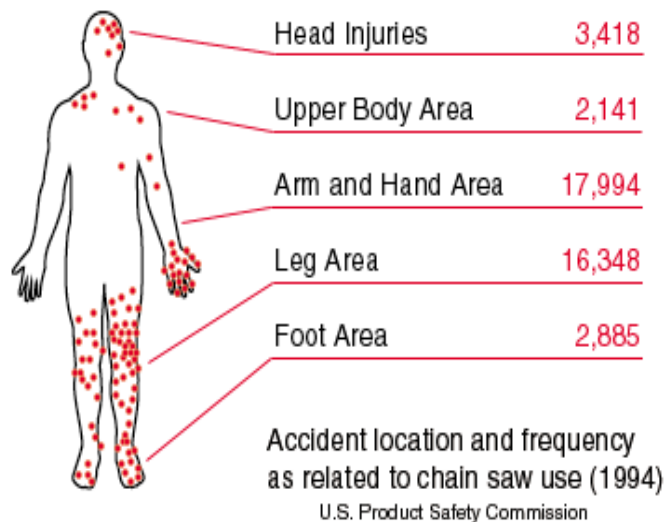 Head Injuries 3,418
Upper Body Area 2,141
Arm and Hand Area 17,994
Leg Area 16,348
Foot Area 2,885
Accident location and frequency
as related to chain saw use (1994)
U.S. Product Safety Commission